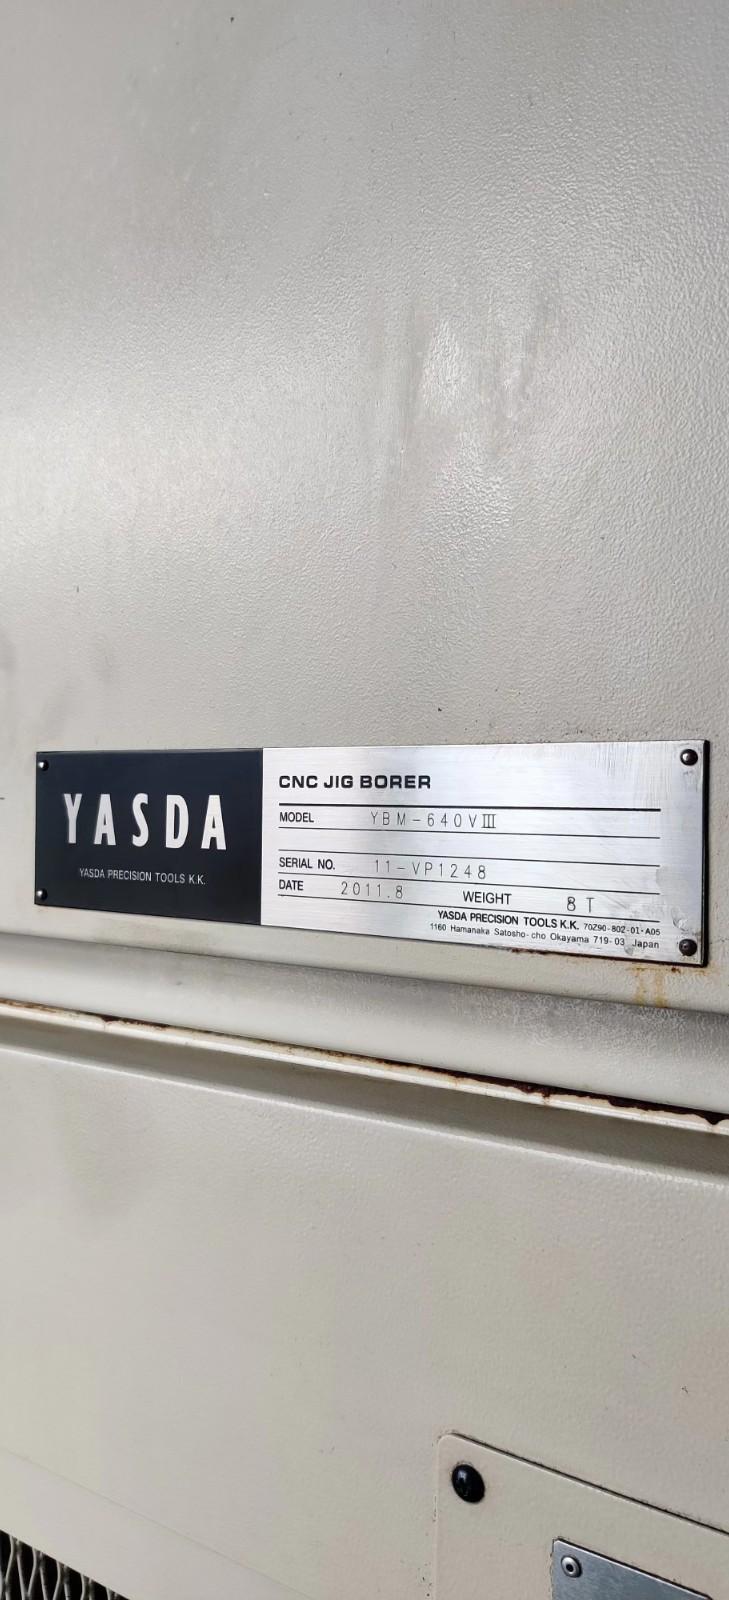 YASDA
YASDA PRECISION TOOLS K.K.
CNC JIG BORER
MODEL YBM-640VⅢ
SERIAL NO. 11-VP1248
DATE 2011.8 WEIGHT 8T
YASDA PRECISION TOOLS K.K. 70Z90-802-01-A05
1160 Hamanaka Satosho-cho Okayama 719-03 Japan